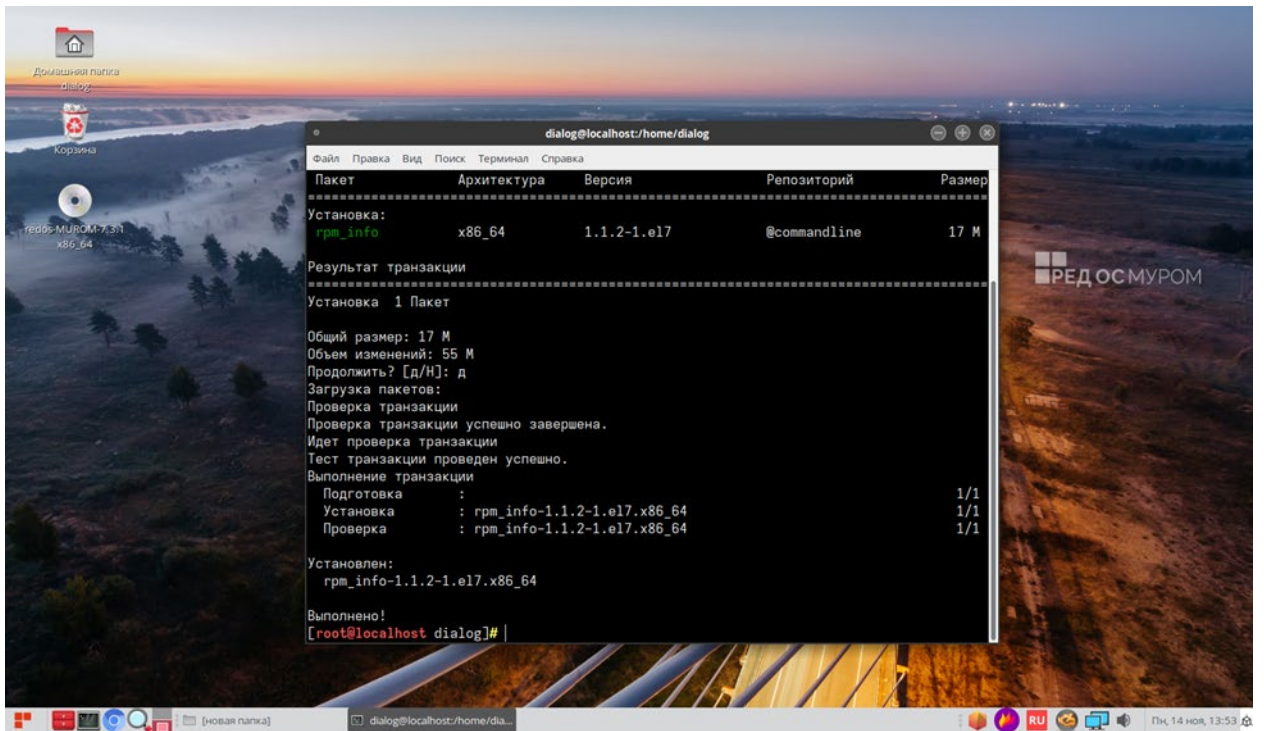 Домашняя папка
dialog
Корзина
redos-MUROM-7.3.1
x86_64
РЕД ОС МУРОМ
dialog@localhost:/home/dialog
Файл Правка Вид Поиск Терминал Справка
Пакет Архитектура Версия Репозиторий Размер
================================================================================
Установка:
rpm_info x86_64 1.1.2-1.el7 @commandline 17 M
Результат транзакции
================================================================================
Установка 1 Пакет
Общий размер: 17 M
Объем изменений: 55 M
Продолжить? [д/Н]: д
Загрузка пакетов:
Проверка транзакции
Проверка транзакции успешно завершена.
Идет проверка транзакции
Тест транзакции проведен успешно.
Выполнение транзакции
Подготовка : 1/1
Установка : rpm_info-1.1.2-1.el7.x86_64 1/1
Проверка : rpm_info-1.1.2-1.el7.x86_64 1/1
Установлен:
rpm_info-1.1.2-1.el7.x86_64
Выполнено!
[root@localhost dialog]#
[новая папка] dialog@localhost:/home/dia... RU Пн, 14 ноя, 13:53